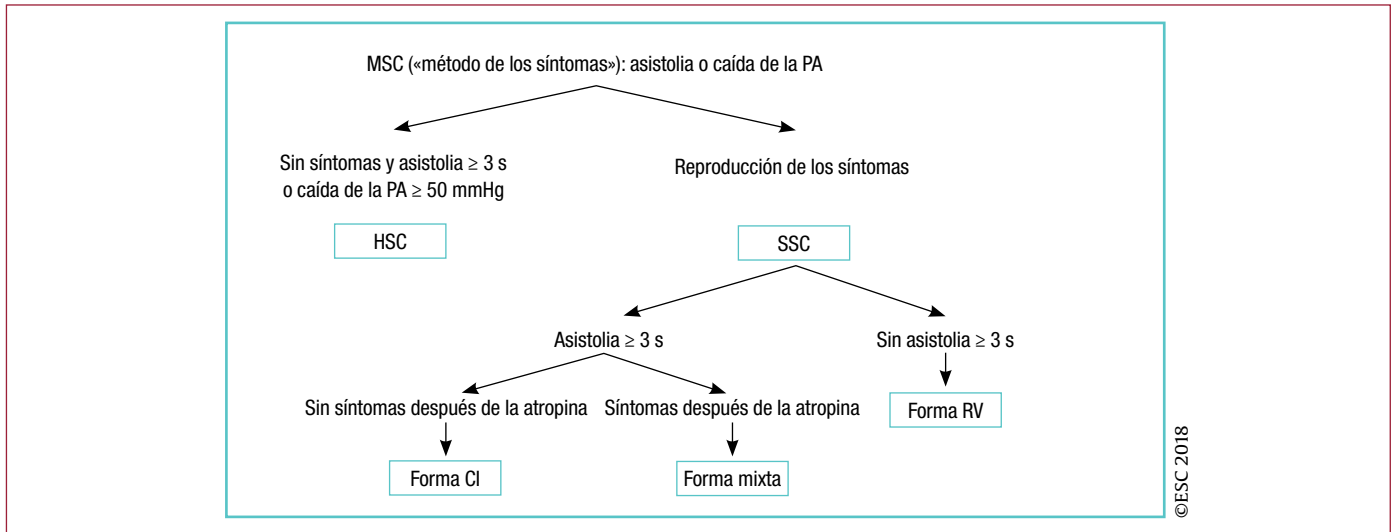 MSC («método de los síntomas»): asistolia o caída de la PA
Sin síntomas y asistolia ≥ 3 s
o caída de la PA ≥ 50 mmHg
Reproducción de los síntomas
HSC
SSC
Asistolia ≥ 3 s
Sin asistolia ≥ 3 s
Sin síntomas después de la atropina
Síntomas después de la atropina
Forma RV
Forma CI
Forma mixta
©ESC 2018